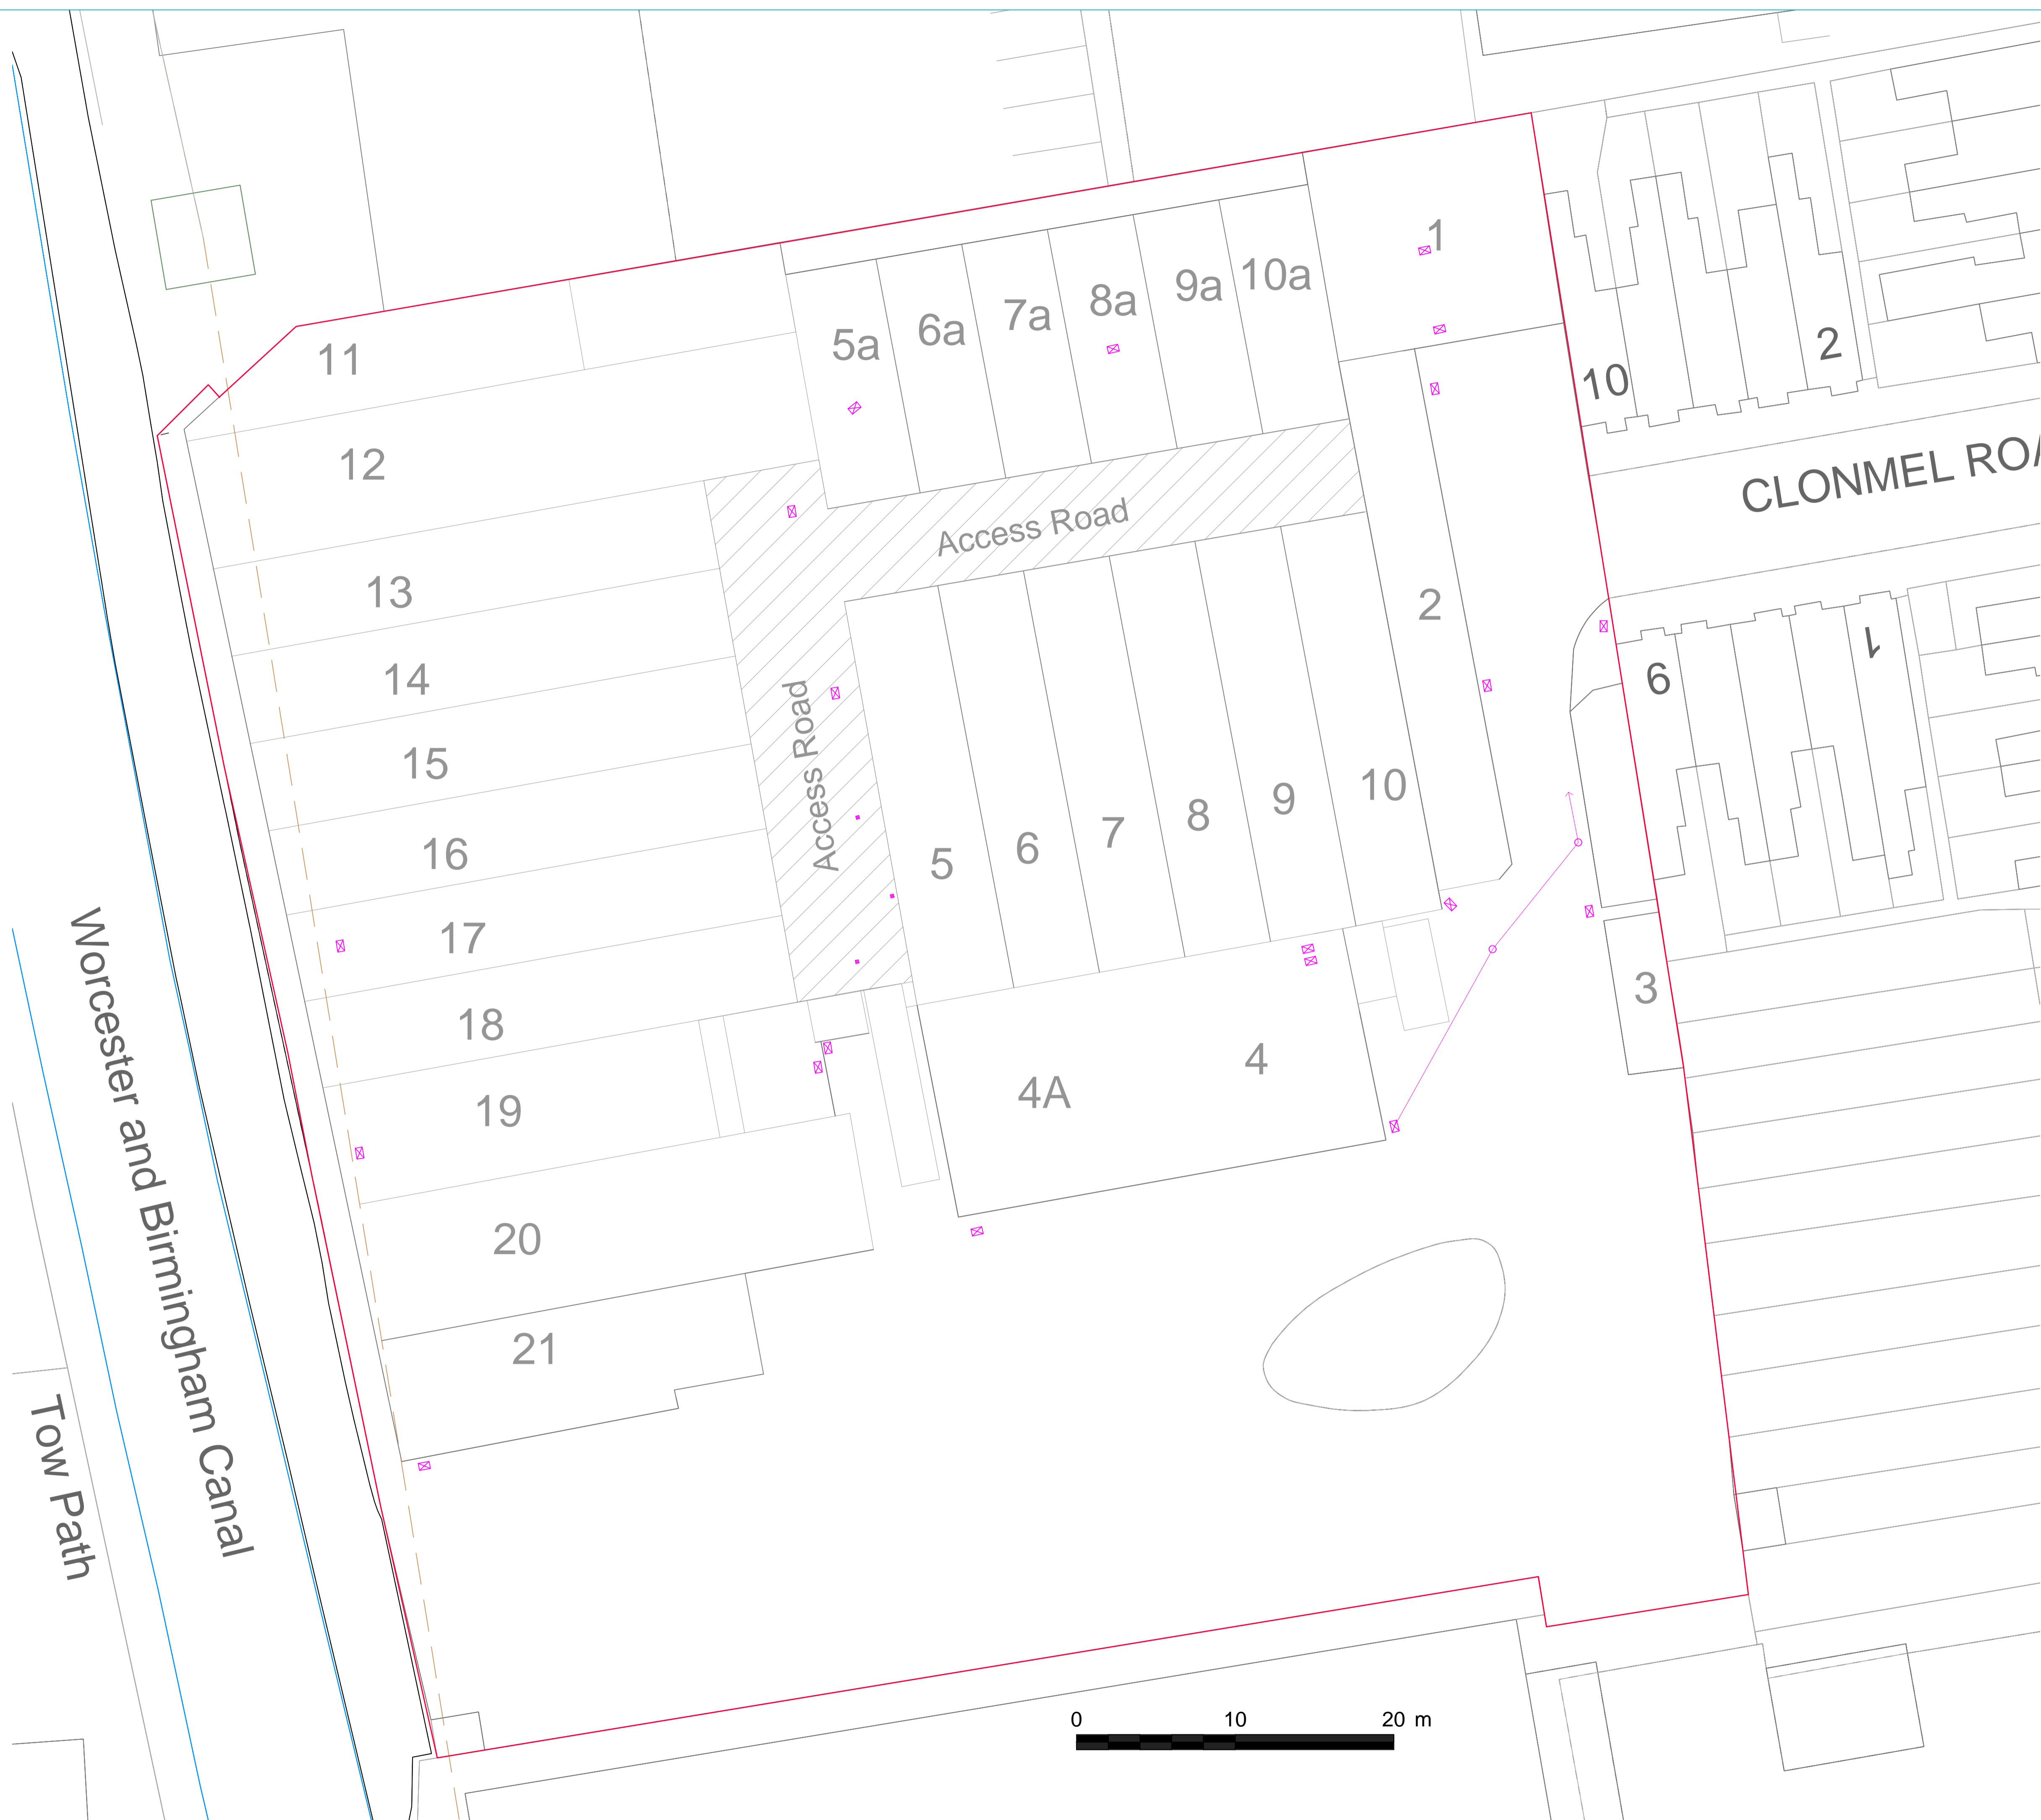 1
10a
9a
8a
7a
6a
5a
11
12
13
14
15
16
17
18
19
20
21
Access Road
Access Road
5
6
7
8
9
10
2
4A
4
3
10
2
CLONMEL ROA
6
1
Worcester and Birmingham Canal
Tow Path
0 10 20 m